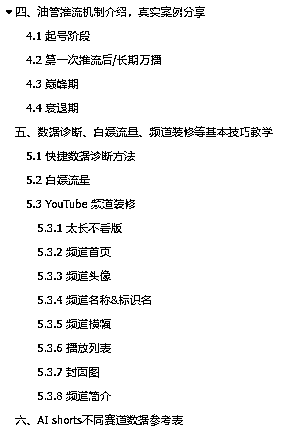 四、油管推流机制介绍，真实案例分享
4.1 起号阶段
4.2 第一次推流后/长期万播
4.3 巅峰期
4.4 衰退期
五、数据诊断、白嫖流量、频道装修等基本技巧教学
5.1 快捷数据诊断方法
5.2 白嫖流量
5.3 YouTube 频道装修
5.3.1 太长不看版
5.3.2 频道首页
5.3.3 频道头像
5.3.4 频道名称&标识名
5.3.5 频道横幅
5.3.6 播放列表
5.3.7 封面图
5.3.8 频道简介
六、AI shorts不同赛道数据参考表